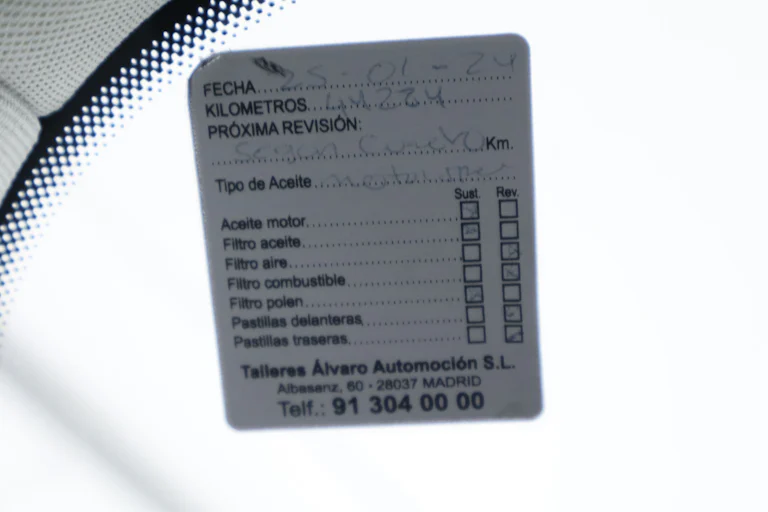 FECHA 25-01-24
KILOMETROS
PRÓXIMA REVISIÓN:
Según Km.
Tipo de Aceite
Sust. Rev.
Aceite motor
Filtro aceite
Filtro aire
Filtro combustible
Filtro polen
Pastillas delanteras
Pastillas traseras
Talleres Álvaro Automoción S.L.
Albasanz, 60 - 28037 MADRID
Telf.: 91 304 00 00